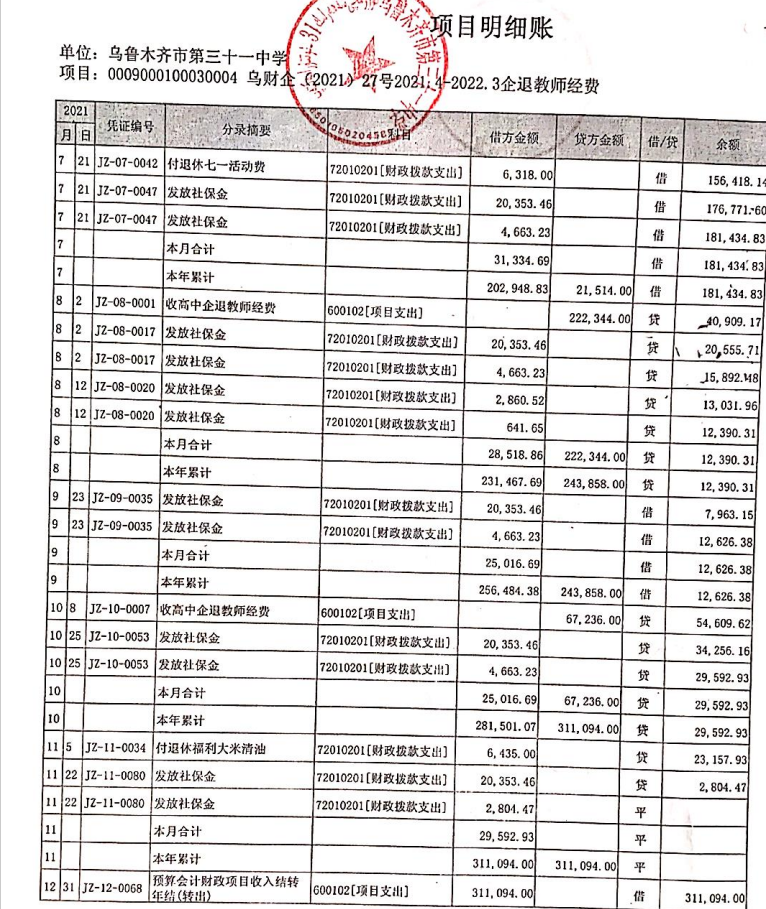 项目明细账
单位：乌鲁木齐市第三十一中学
项目：0009000100030004 乌财企（2021）27号2021.4-2022.3企退教师经费
2021 凭证编号 分录摘要 科目 借方金额 贷方金额 借/贷 余额
月 日
7 21 JZ-07-0042 付退休七一活动费 72010201[财政拨款支出] 6,318.00 借 156,418.14
7 21 JZ-07-0047 发放社保金 72010201[财政拨款支出] 20,353.46 借 176,771.60
7 21 JZ-07-0047 发放社保金 72010201[财政拨款支出] 4,663.23 借 181,434.83
7 本月合计 31,334.69 借 181,434.83
7 本年累计 202,948.83 21,514.00 借 181,434.83
8 2 JZ-08-0001 收高中企退教师经费 600102[项目支出] 222,344.00 贷 40,909.17
8 2 JZ-08-0017 发放社保金 72010201[财政拨款支出] 20,353.46 贷 20,555.71
8 2 JZ-08-0017 发放社保金 72010201[财政拨款支出] 4,663.23 贷 15,892.48
8 12 JZ-08-0020 发放社保金 72010201[财政拨款支出] 2,860.52 贷 13,031.96
8 12 JZ-08-0020 发放社保金 72010201[财政拨款支出] 641.65 贷 12,390.31
8 本月合计 28,518.86 222,344.00 贷 12,390.31
8 本年累计 231,467.69 243,858.00 贷 12,390.31
9 23 JZ-09-0035 发放社保金 72010201[财政拨款支出] 20,353.46 借 7,963.15
9 23 JZ-09-0035 发放社保金 72010201[财政拨款支出] 4,663.23 借 12,626.38
9 本月合计 25,016.69 借 12,626.38
9 本年累计 256,484.38 243,858.00 借 12,626.38
10 8 JZ-10-0007 收高中企退教师经费 600102[项目支出] 67,236.00 贷 54,609.62
10 25 JZ-10-0053 发放社保金 72010201[财政拨款支出] 20,353.46 贷 34,256.16
10 25 JZ-10-0053 发放社保金 72010201[财政拨款支出] 4,663.23 贷 29,592.93
10 本月合计 25,016.69 67,236.00 贷 29,592.93
10 本年累计 281,501.07 311,094.00 贷 29,592.93
11 5 JZ-11-0034 付退休福利大米清油 72010201[财政拨款支出] 6,435.00 贷 23,157.93
11 22 JZ-11-0080 发放社保金 72010201[财政拨款支出] 20,353.46 贷 2,804.47
11 22 JZ-11-0080 发放社保金 72010201[财政拨款支出] 2,804.47 平
11 本月合计 29,592.93 平
11 本年累计 311,094.00 311,094.00 平
12 31 JZ-12-0068 预算会计财政项目收入结转 600102[项目支出] 311,094.00 借 311,094.00
年结(转出)